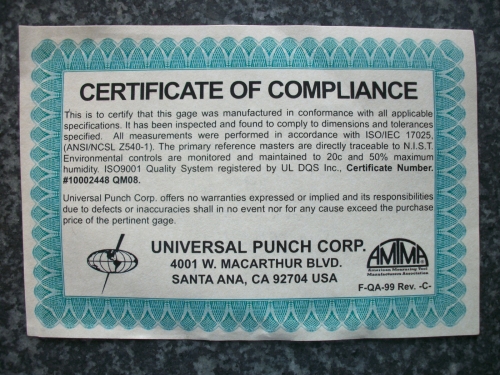 CERTIFICATE OF COMPLIANCE
This is to certify that this gage was manufactured in conformance with all applicable
specifications. It has been inspected and found to comply to dimensions and tolerances
specified. All measurements were performed in accordance with ISO/IEC 17025,
(ANSI/NCSL Z540-1). The primary reference masters are directly traceable to N.I.S.T.
Environmental controls are monitored and maintained to 20c and 50% maximum
humidity. ISO9001 Quality System registered by UL DQS Inc., Certificate Number.
#10002448 QM08.
Universal Punch Corp. offers no warranties expressed or implied and its responsibilities
due to defects or inaccuracies shall in no event nor for any cause exceed the purchase
price of the pertinent gage.
UNIVERSAL PUNCH CORP.
4001 W. MACARTHUR BLVD.
SANTA ANA, CA 92704 USA
AMTMA
American Measuring Tool
Manufacturers Association
F-QA-99 Rev. -C-